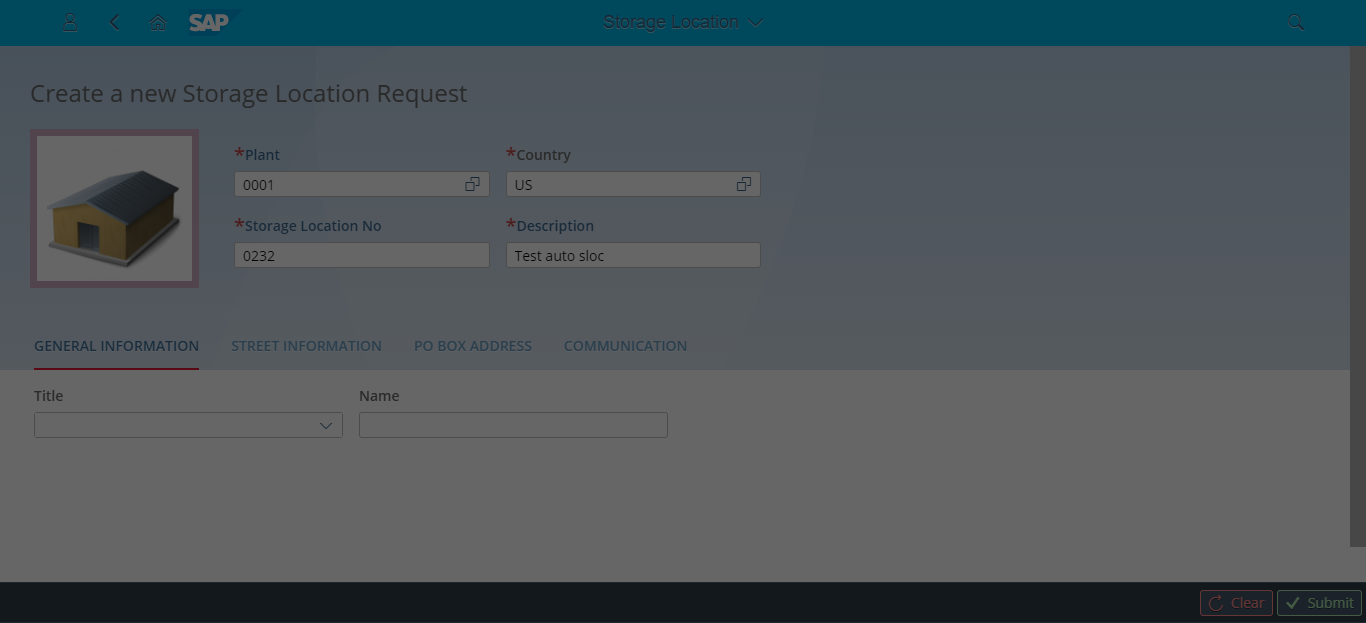 SAP Storage Location
Create a new Storage Location Request
*Plant *Country
0001 US
*Storage Location No *Description
0232 Test auto sloc
GENERAL INFORMATION STREET INFORMATION PO BOX ADDRESS COMMUNICATION
Title Name
Clear Submit